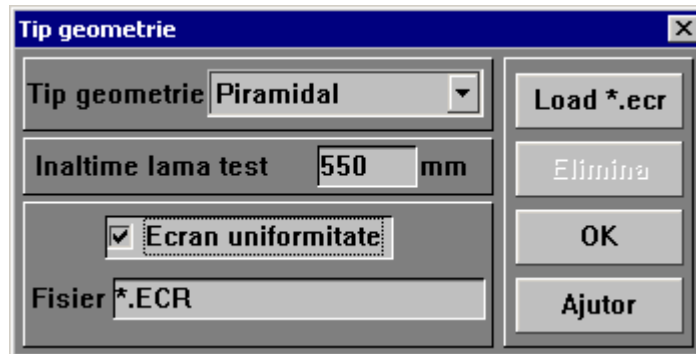 Tip geometrie
Tip geometrie Piramidal
Load *.ecr
Inaltime lama test 550 mm
Elimina
Ecran uniformitate
OK
Fisier *.ECR
Ajutor